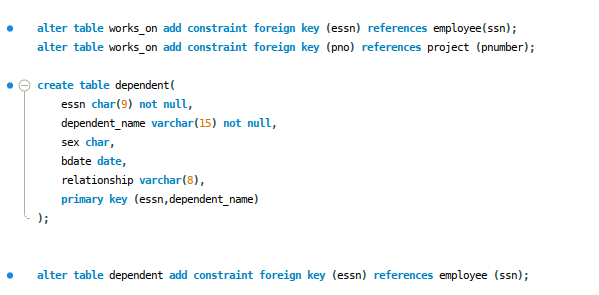 alter table works_on add constraint foreign key (essn) references employee(ssn);
alter table works_on add constraint foreign key (pno) references project (pnumber);
create table dependent(
essn char(9) not null,
dependent_name varchar(15) not null,
sex char,
bdate date,
relationship varchar(8),
primary key (essn,dependent_name)
);
alter table dependent add constraint foreign key (essn) references employee (ssn);